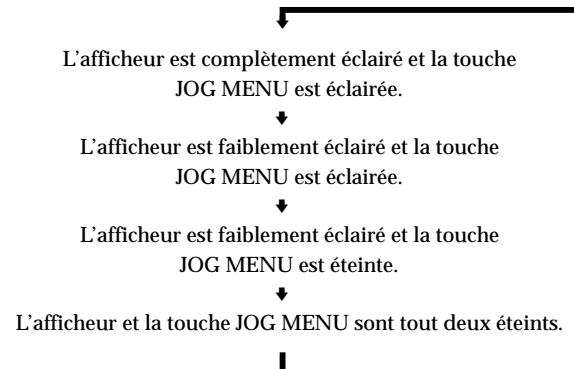 L'afficheur est complètement éclairé et la touche
JOG MENU est éclairée.
L'afficheur est faiblement éclairé et la touche
JOG MENU est éclairée.
L'afficheur est faiblement éclairé et la touche
JOG MENU est éteinte.
L'afficheur et la touche JOG MENU sont tout deux éteints.